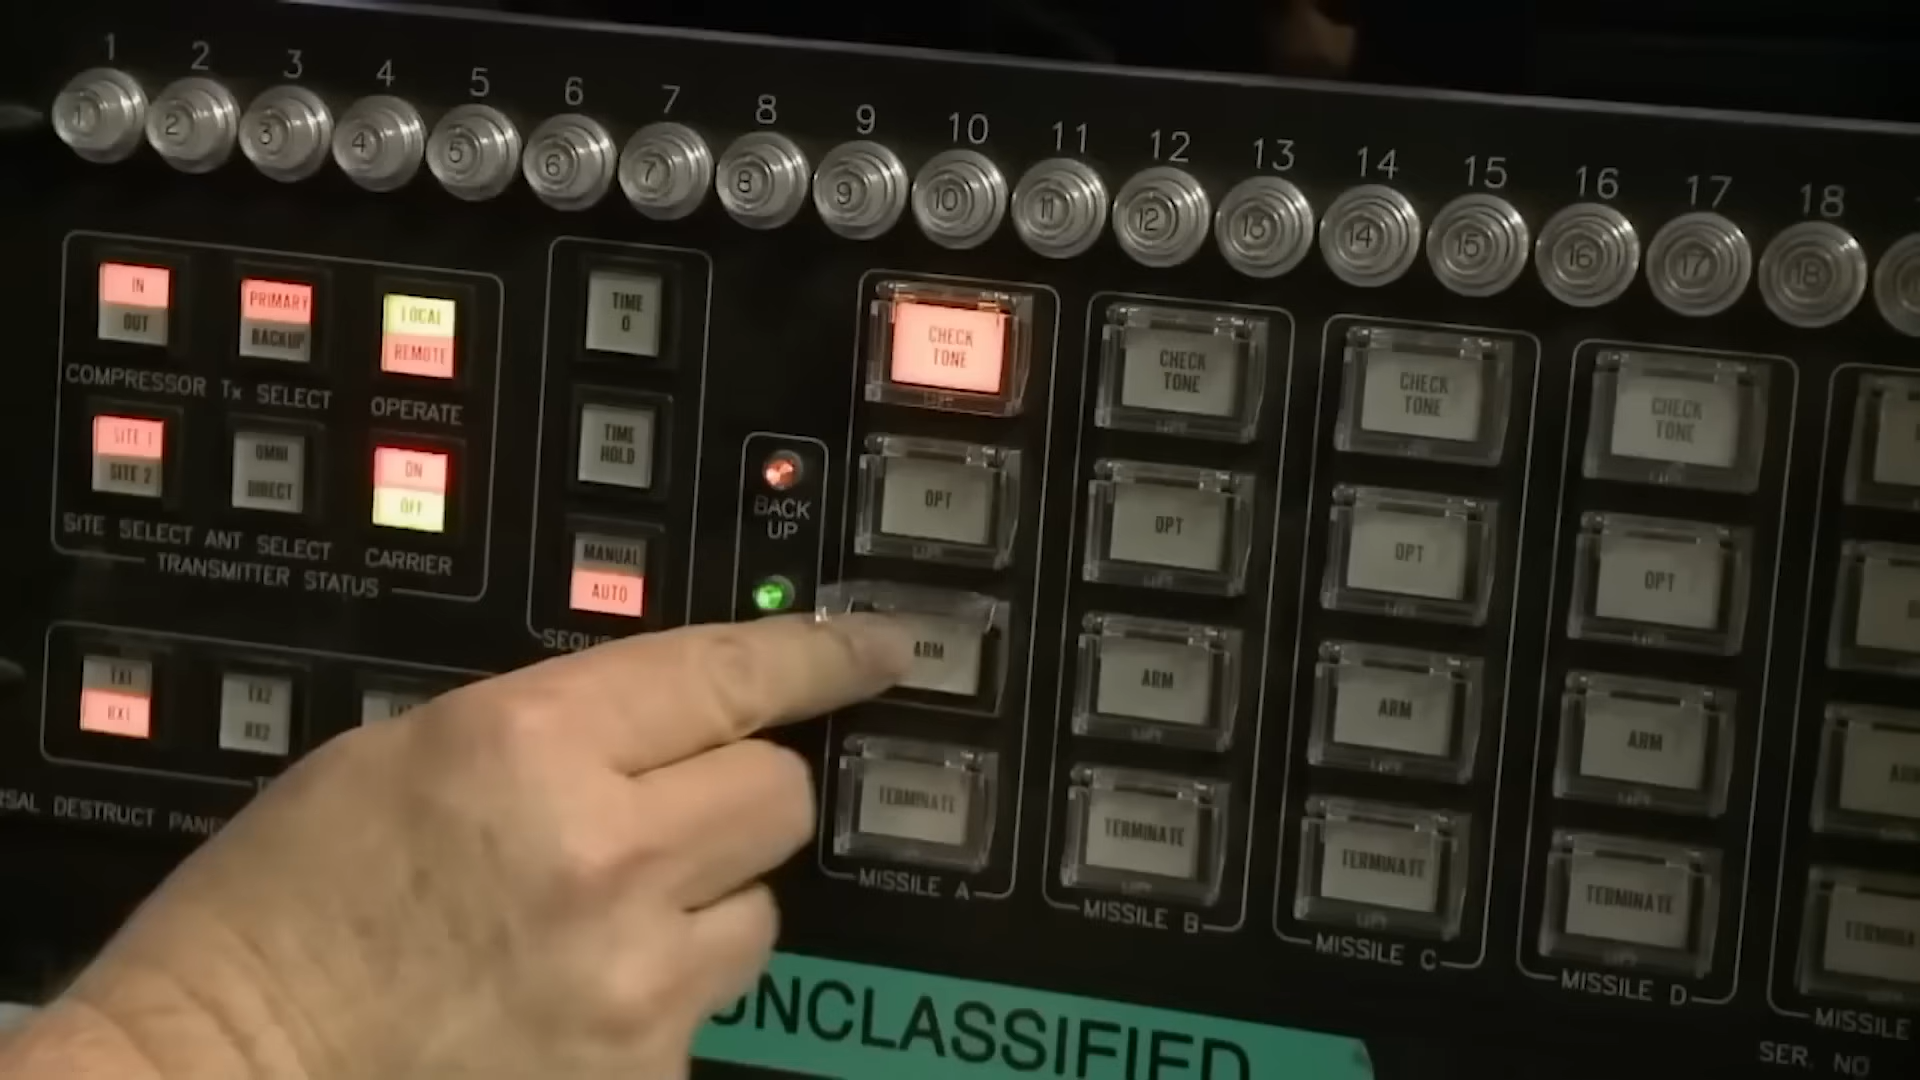 1 2 3 4 5 6 7 8 9 10 11 12 13 14 15 16 17 18
1 2 3 4 5 6 7 8 9 10 11 12 13 14 15 16 17 18
IN
OUT
COMPRESSOR
PRIMARY
BACKUP
Tx SELECT
LOCAL
REMOTE
OPERATE
SITE 1
SITE 2
SITE SELECT
OMNI
DIRECT
ANT SELECT
ON
OFF
CARRIER
TRANSMITTER STATUS
TIME
0
TIME
HOLD
MANUAL
AUTO
BACK
UP
TX1
RX1
TX2
RX2
DESTRUCT
CHECK
TONE
OPT
ARM
TERMINATE
MISSILE A
CHECK
TONE
OPT
ARM
TERMINATE
MISSILE B
CHECK
TONE
OPT
ARM
TERMINATE
MISSILE C
CHECK
TONE
OPT
ARM
TERMINATE
MISSILE D
MISSILE
SER. NO
UNCLASSIFIED